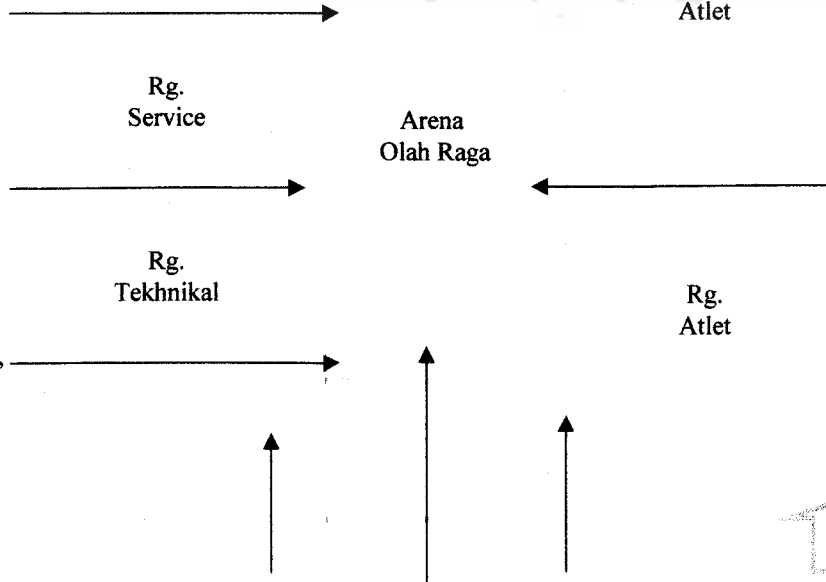 Atlet
Rg.
Service
Arena
Olah Raga
Rg.
Tekhnikal
Rg.
Atlet